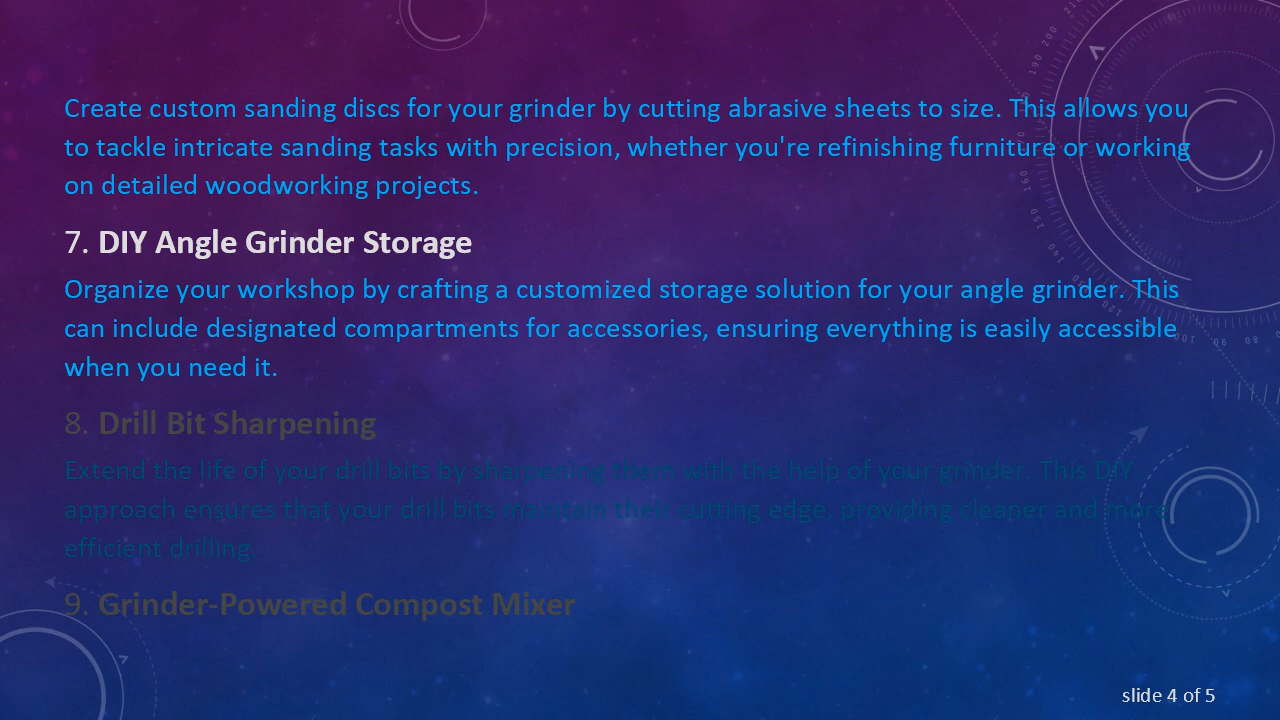 Create custom sanding discs for your grinder by cutting abrasive sheets to size. This allows you
to tackle intricate sanding tasks with precision, whether you're refinishing furniture or working
on detailed woodworking projects.
7. DIY Angle Grinder Storage
Organize your workshop by crafting a customized storage solution for your angle grinder. This
can include designated compartments for accessories, ensuring everything is easily accessible
when you need it.
8. Drill Bit Sharpening
Extend the life of your drill bits by sharpening them with the help of your grinder. This DIY
approach ensures that your drill bits maintain their cutting edge, providing cleaner and more
efficient drilling.
9. Grinder-Powered Compost Mixer
slide 4 of 5